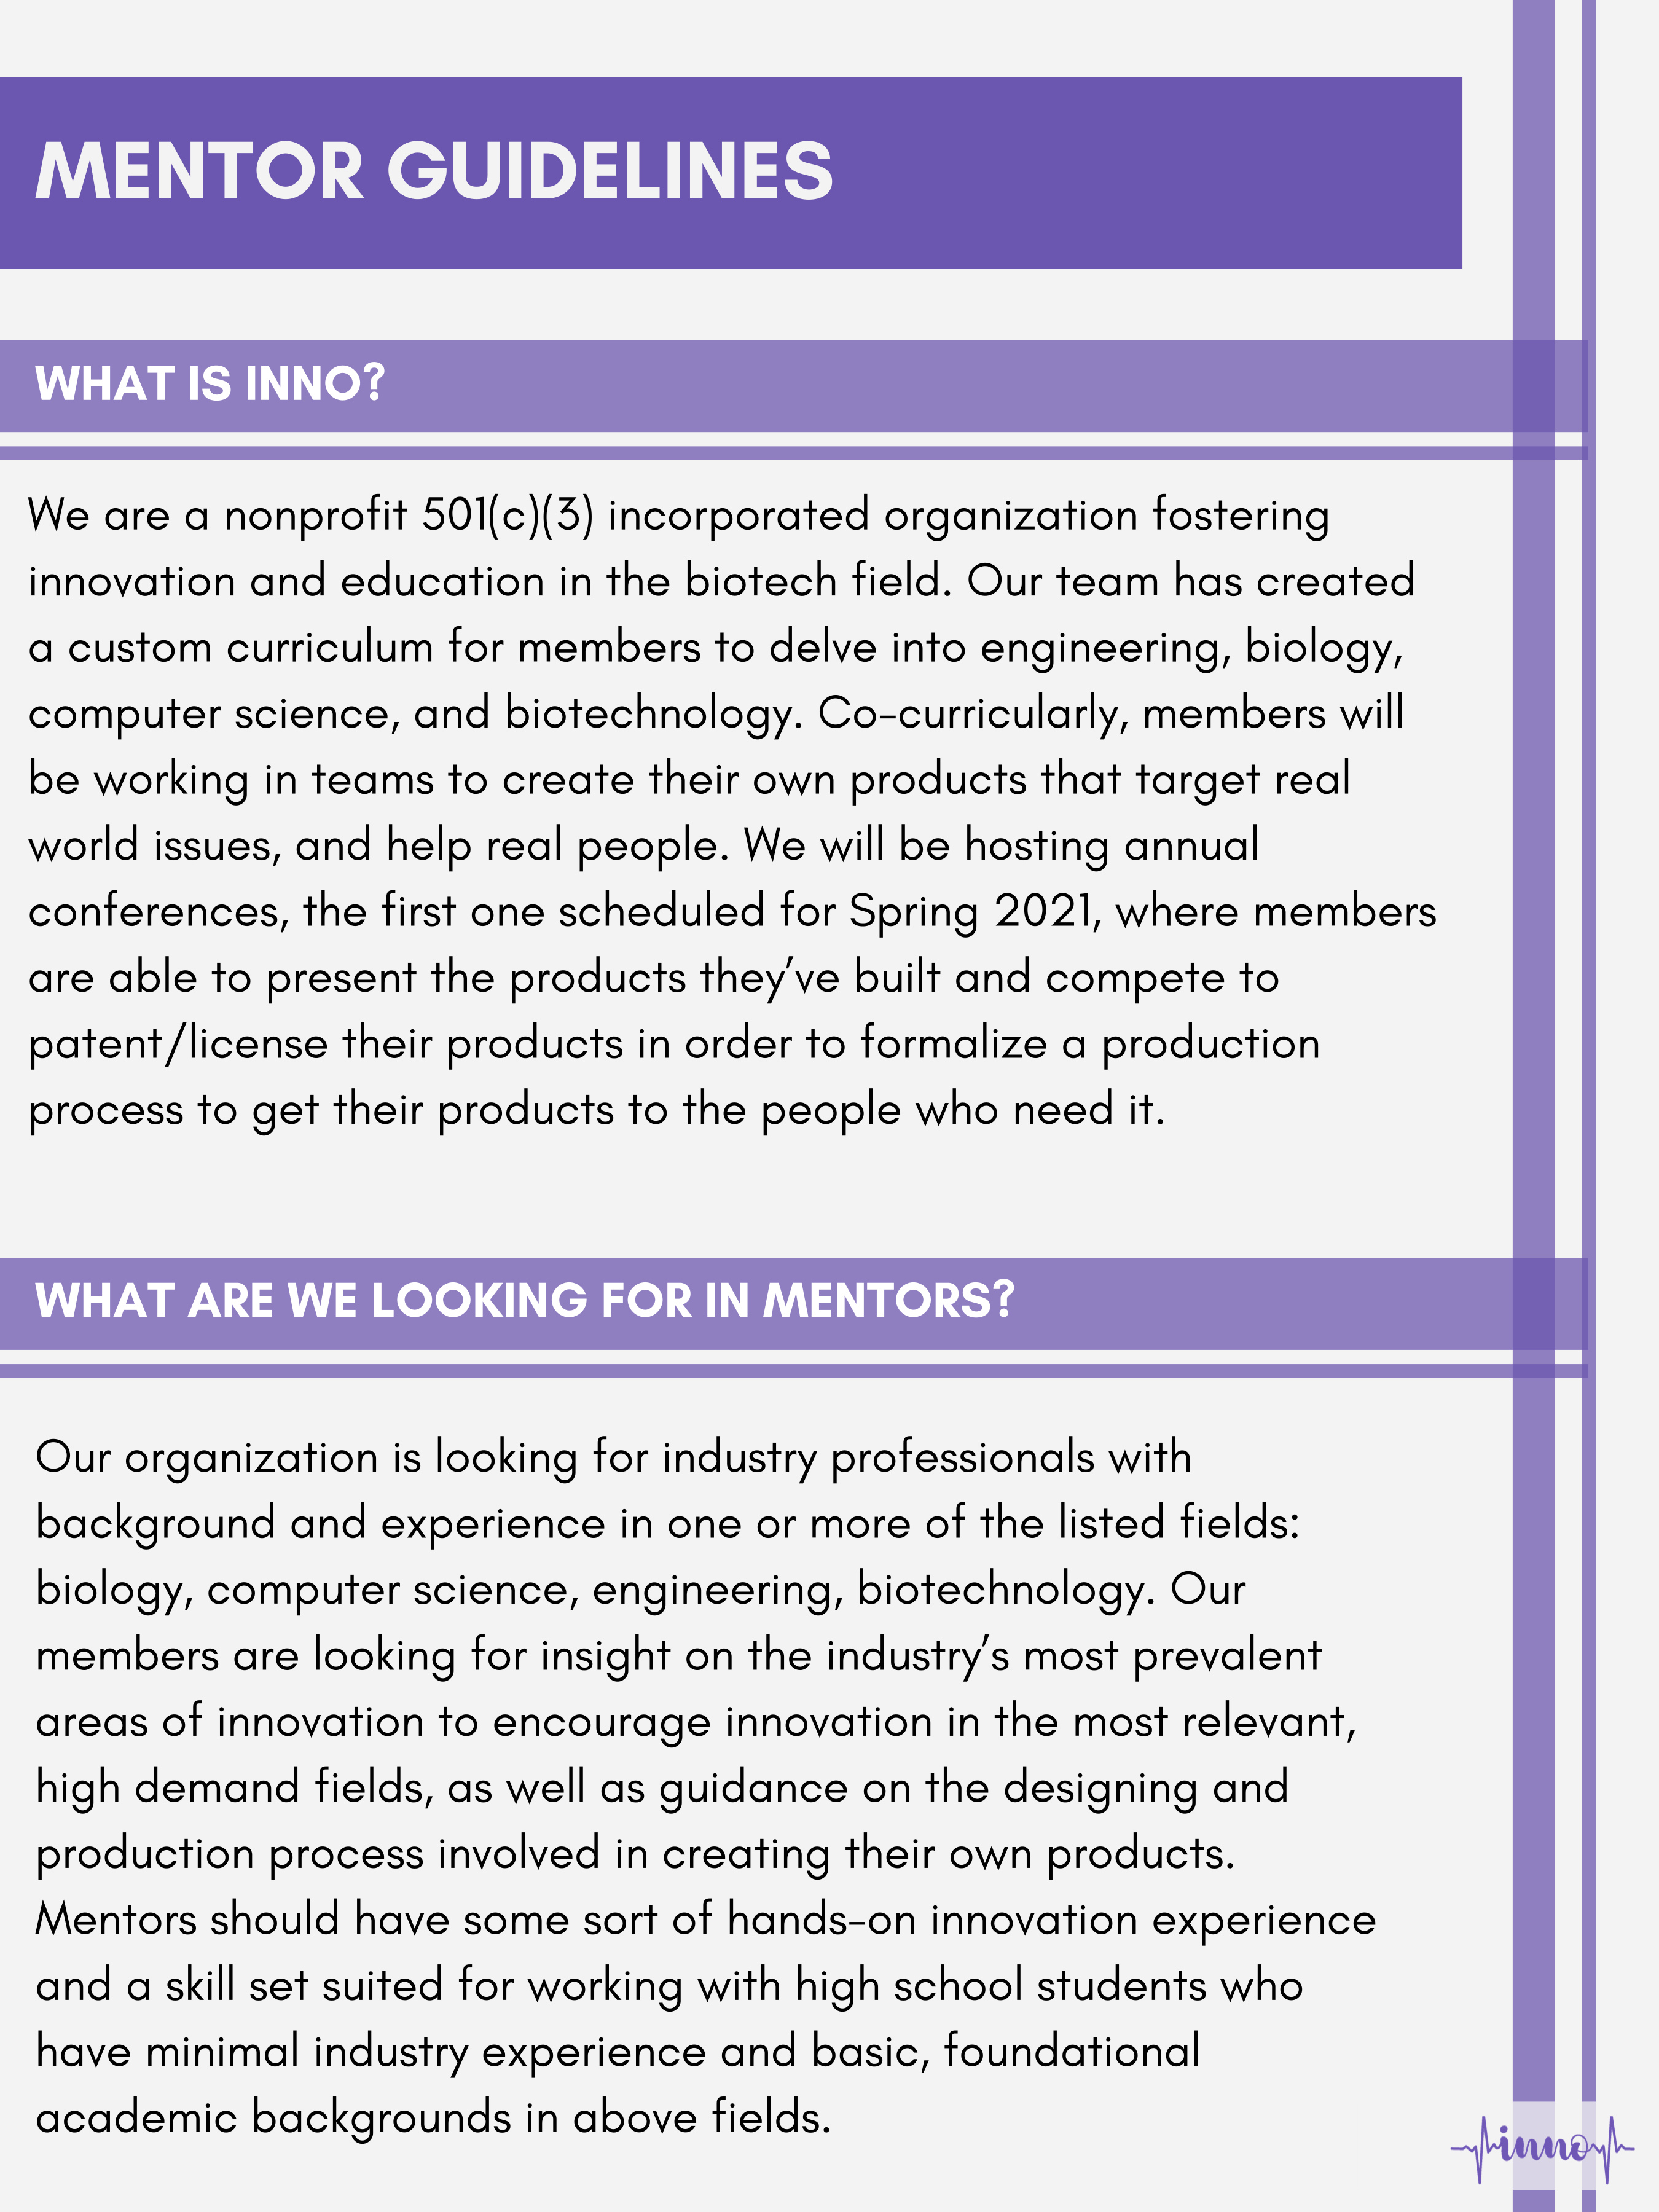 MENTOR GUIDELINES
WHAT IS INNO?
We are a nonprofit 501(c)(3) incorporated organization fostering
innovation and education in the biotech field. Our team has created
a custom curriculum for members to delve into engineering, biology,
computer science, and biotechnology. Co-curricularly, members will
be working in teams to create their own products that target real
world issues, and help real people. We will be hosting annual
conferences, the first one scheduled for Spring 2021, where members
are able to present the products they’ve built and compete to
patent/license their products in order to formalize a production
process to get their products to the people who need it.
WHAT ARE WE LOOKING FOR IN MENTORS?
Our organization is looking for industry professionals with
background and experience in one or more of the listed fields:
biology, computer science, engineering, biotechnology. Our
members are looking for insight on the industry’s most prevalent
areas of innovation to encourage innovation in the most relevant,
high demand fields, as well as guidance on the designing and
production process involved in creating their own products.
Mentors should have some sort of hands-on innovation experience
and a skill set suited for working with high school students who
have minimal industry experience and basic, foundational
academic backgrounds in above fields.
inno